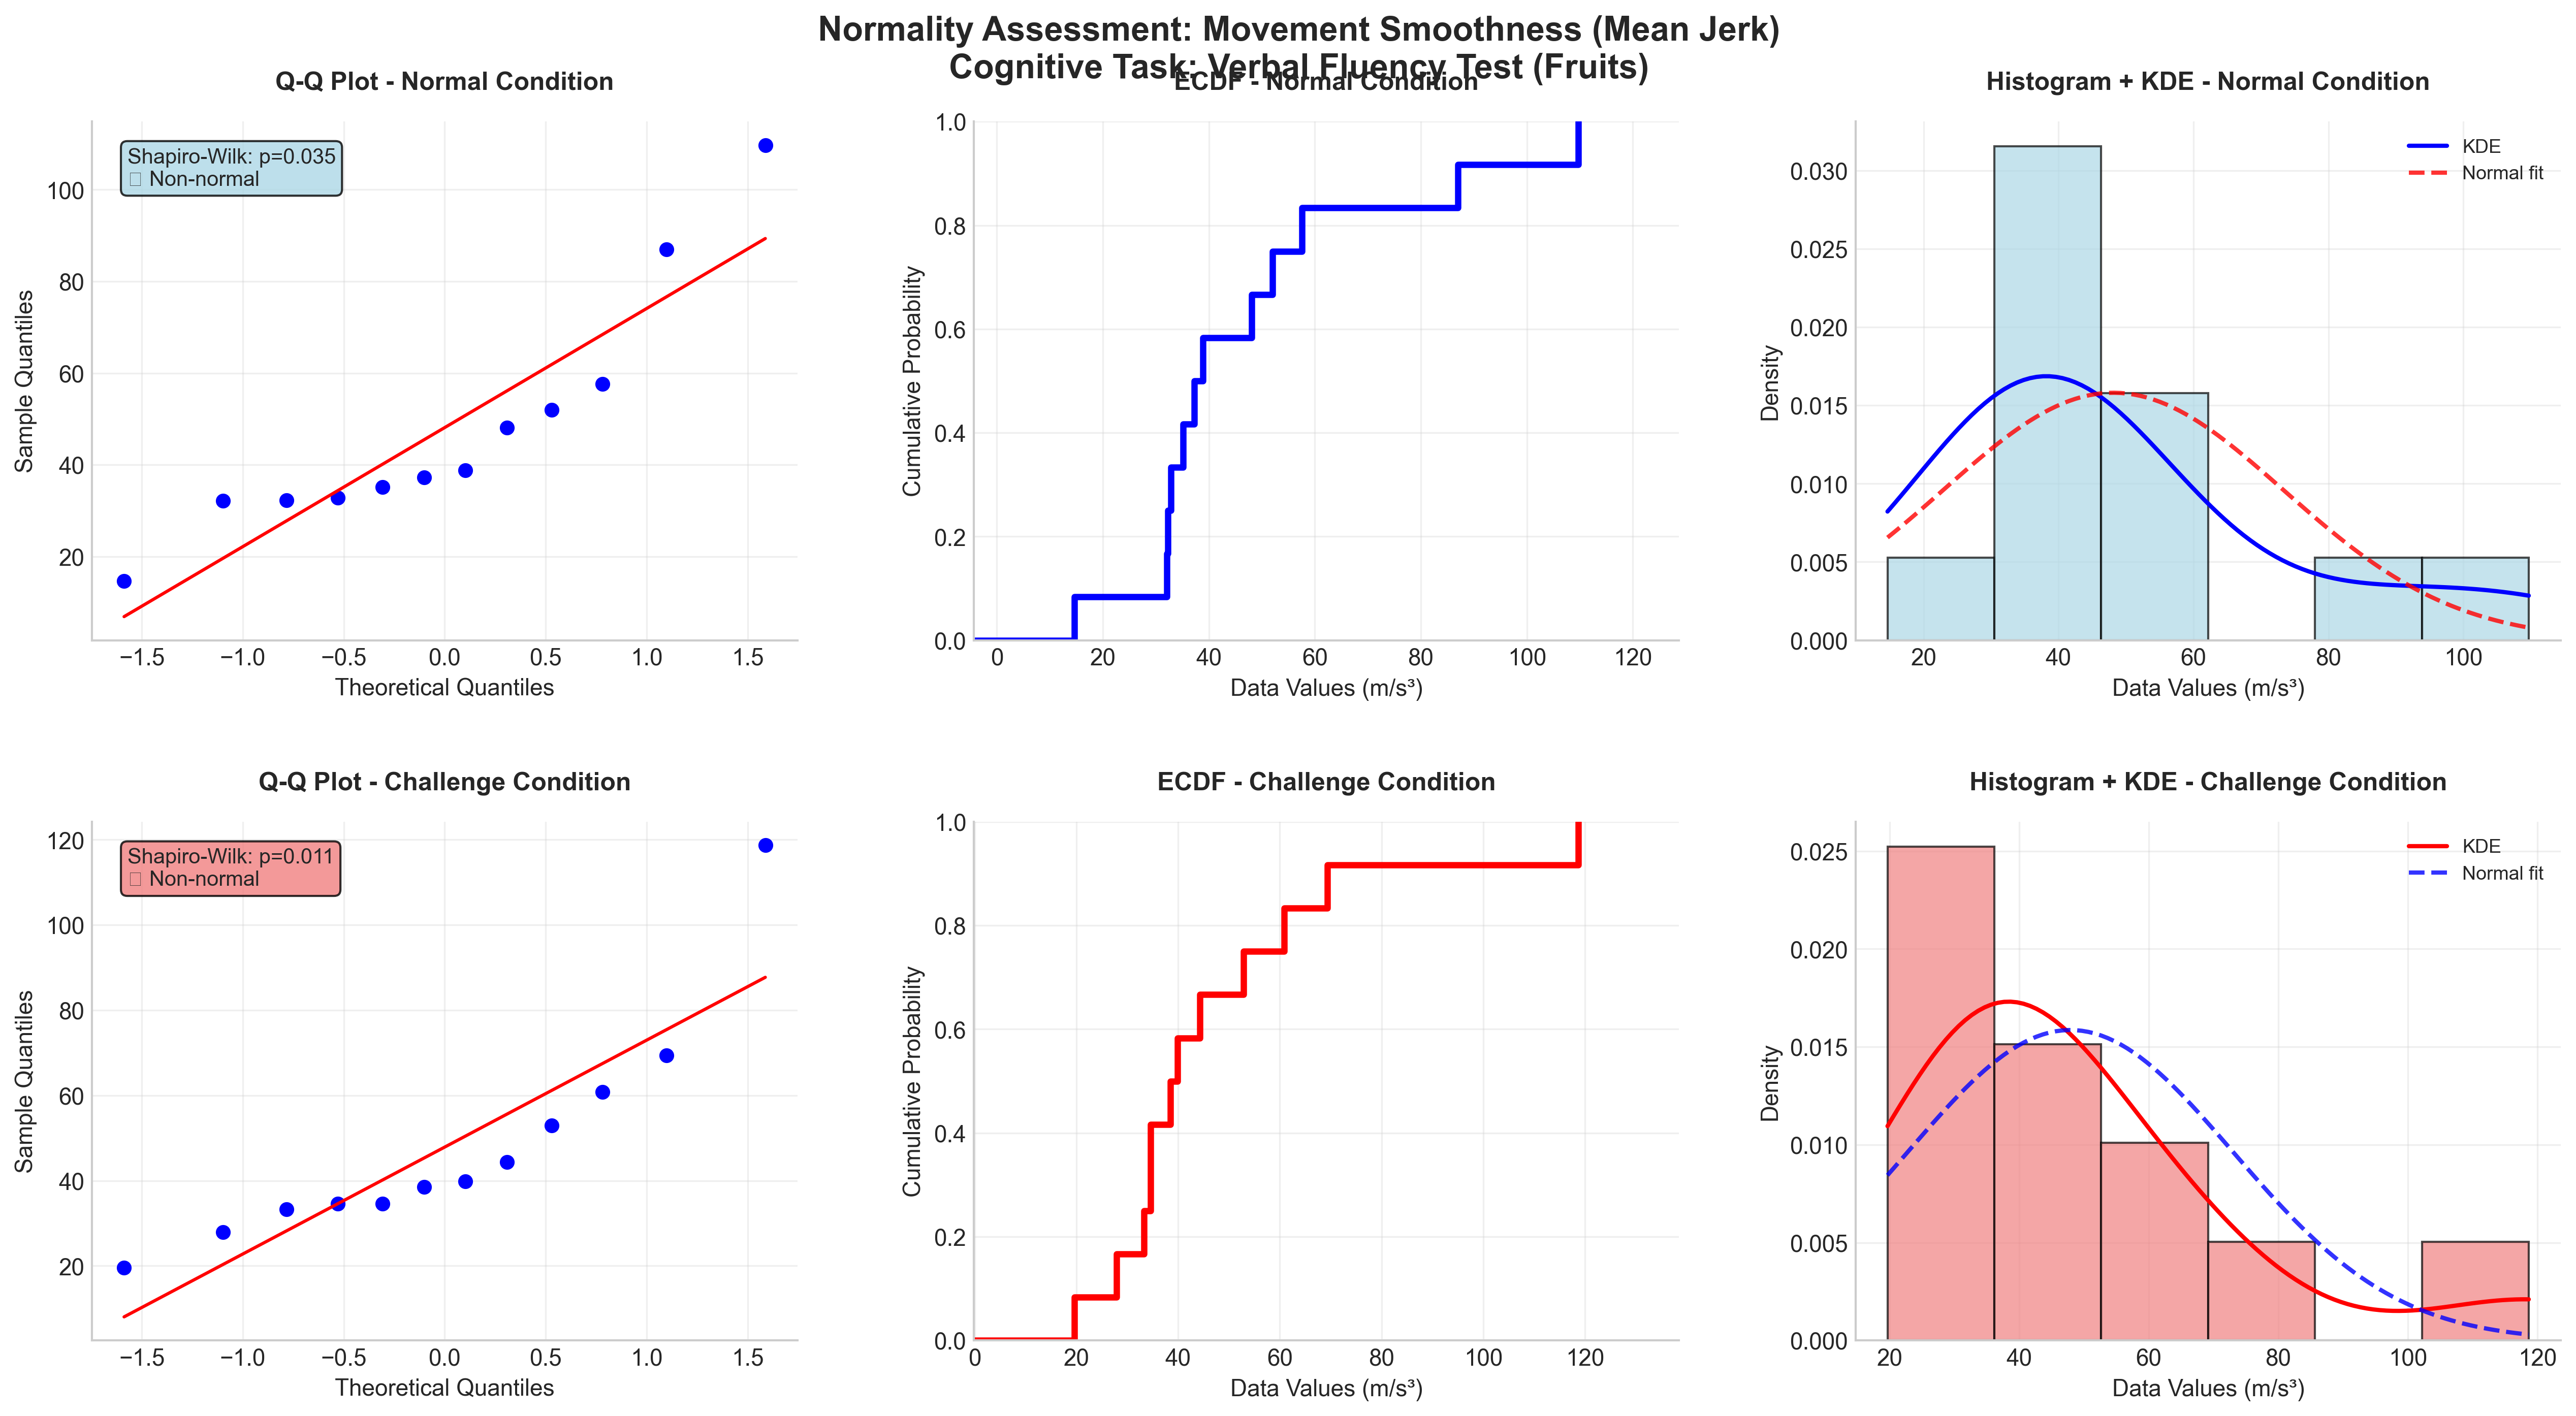 Normality Assessment: Movement Smoothness (Mean Jerk)
Cognitive Task: Verbal Fluency Test (Fruits)
Q-Q Plot - Normal Condition
Shapiro-Wilk: p=0.035
▯ Non-normal
Sample Quantiles
100
80
60
40
20
−1.5 −1.0 −0.5 0.0 0.5 1.0 1.5
Theoretical Quantiles
ECDF - Normal Condition
Cumulative Probability
1.0
0.8
0.6
0.4
0.2
0.0
0 20 40 60 80 100 120
Data Values (m/s³)
Histogram + KDE - Normal Condition
KDE
Normal fit
Density
0.030
0.025
0.020
0.015
0.010
0.005
0.000
20 40 60 80 100
Data Values (m/s³)
Q-Q Plot - Challenge Condition
Shapiro-Wilk: p=0.011
▯ Non-normal
Sample Quantiles
120
100
80
60
40
20
−1.5 −1.0 −0.5 0.0 0.5 1.0 1.5
Theoretical Quantiles
ECDF - Challenge Condition
Cumulative Probability
1.0
0.8
0.6
0.4
0.2
0.0
0 20 40 60 80 100 120
Data Values (m/s³)
Histogram + KDE - Challenge Condition
KDE
Normal fit
Density
0.025
0.020
0.015
0.010
0.005
0.000
20 40 60 80 100 120
Data Values (m/s³)